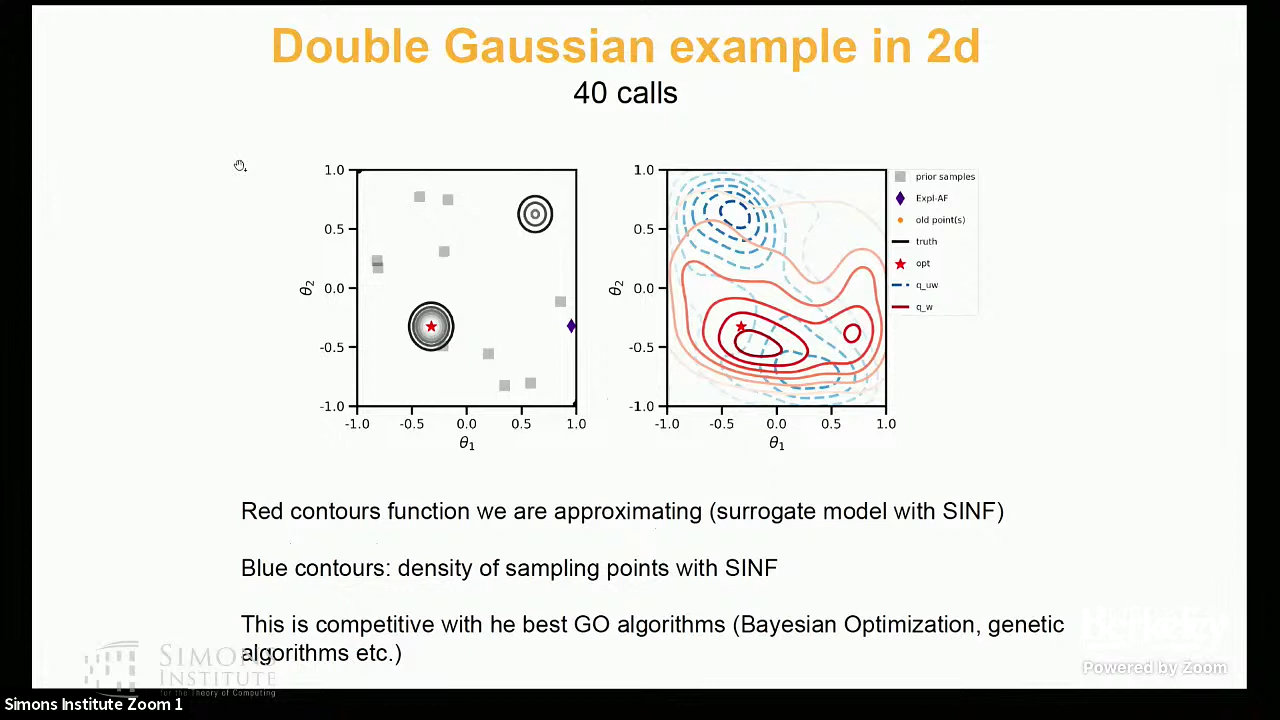 Double Gaussian example in 2d
40 calls
1.0
0.5
0.0
-0.5
-1.0
θ2
-1.0 -0.5 0.0 0.5 1.0
θ1
1.0
0.5
0.0
-0.5
-1.0
θ2
-1.0 -0.5 0.0 0.5 1.0
θ1
prior samples
Expl-AF
old point(s)
truth
opt
q_uw
q_w
Red contours function we are approximating (surrogate model with SINF)
Blue contours: density of sampling points with SINF
This is competitive with he best GO algorithms (Bayesian Optimization, genetic
algorithms etc.)
SIMONS
INSTITUTE
for the Theory of Computing
Berkeley
Powered by Zoom
Simons Institute Zoom 1